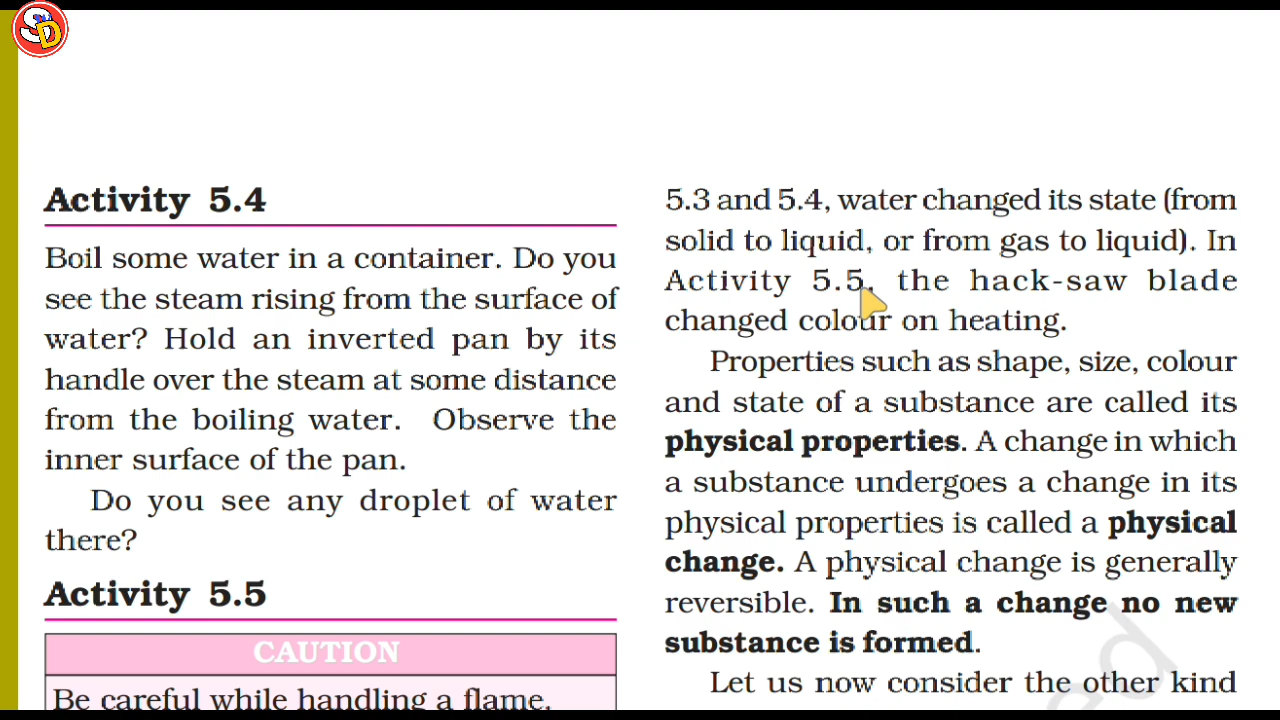 SD
Activity 5.4
Boil some water in a container. Do you
see the steam rising from the surface of
water? Hold an inverted pan by its
handle over the steam at some distance
from the boiling water. Observe the
inner surface of the pan.
Do you see any droplet of water
there?
Activity 5.5
CAUTION
Be careful while handling a flame.
5.3 and 5.4, water changed its state (from
solid to liquid, or from gas to liquid). In
Activity 5.5, the hack-saw blade
changed colour on heating.
Properties such as shape, size, colour
and state of a substance are called its
physical properties. A change in which
a substance undergoes a change in its
physical properties is called a physical
change. A physical change is generally
reversible. In such a change no new
substance is formed.
Let us now consider the other kind